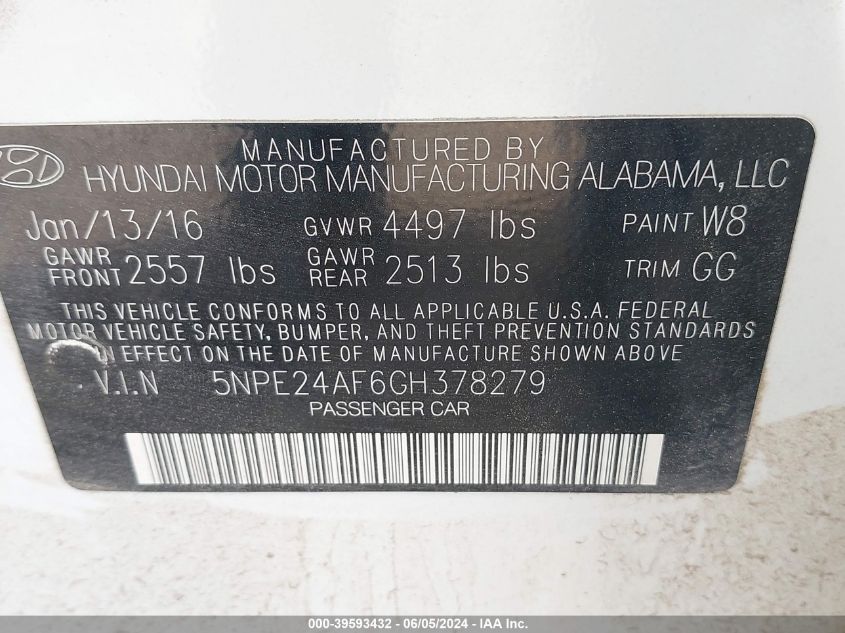 MANUFACTURED BY
HYUNDAI MOTOR MANUFACTURING ALABAMA, LLC
Jan/13/16 GVWR 4497 lbs PAINT W8
GAWR FRONT 2557 lbs GAWR REAR 2513 lbs TRIM GG
THIS VEHICLE CONFORMS TO ALL APPLICABLE U.S.A. FEDERAL
MOTOR VEHICLE SAFETY, BUMPER, AND THEFT PREVENTION STANDARDS
IN EFFECT ON THE DATE OF MANUFACTURE SHOWN ABOVE
V.I.N 5NPE24AF6GH378279
PASSENGER CAR
000-39593432 - 06/05/2024 - IAA Inc.